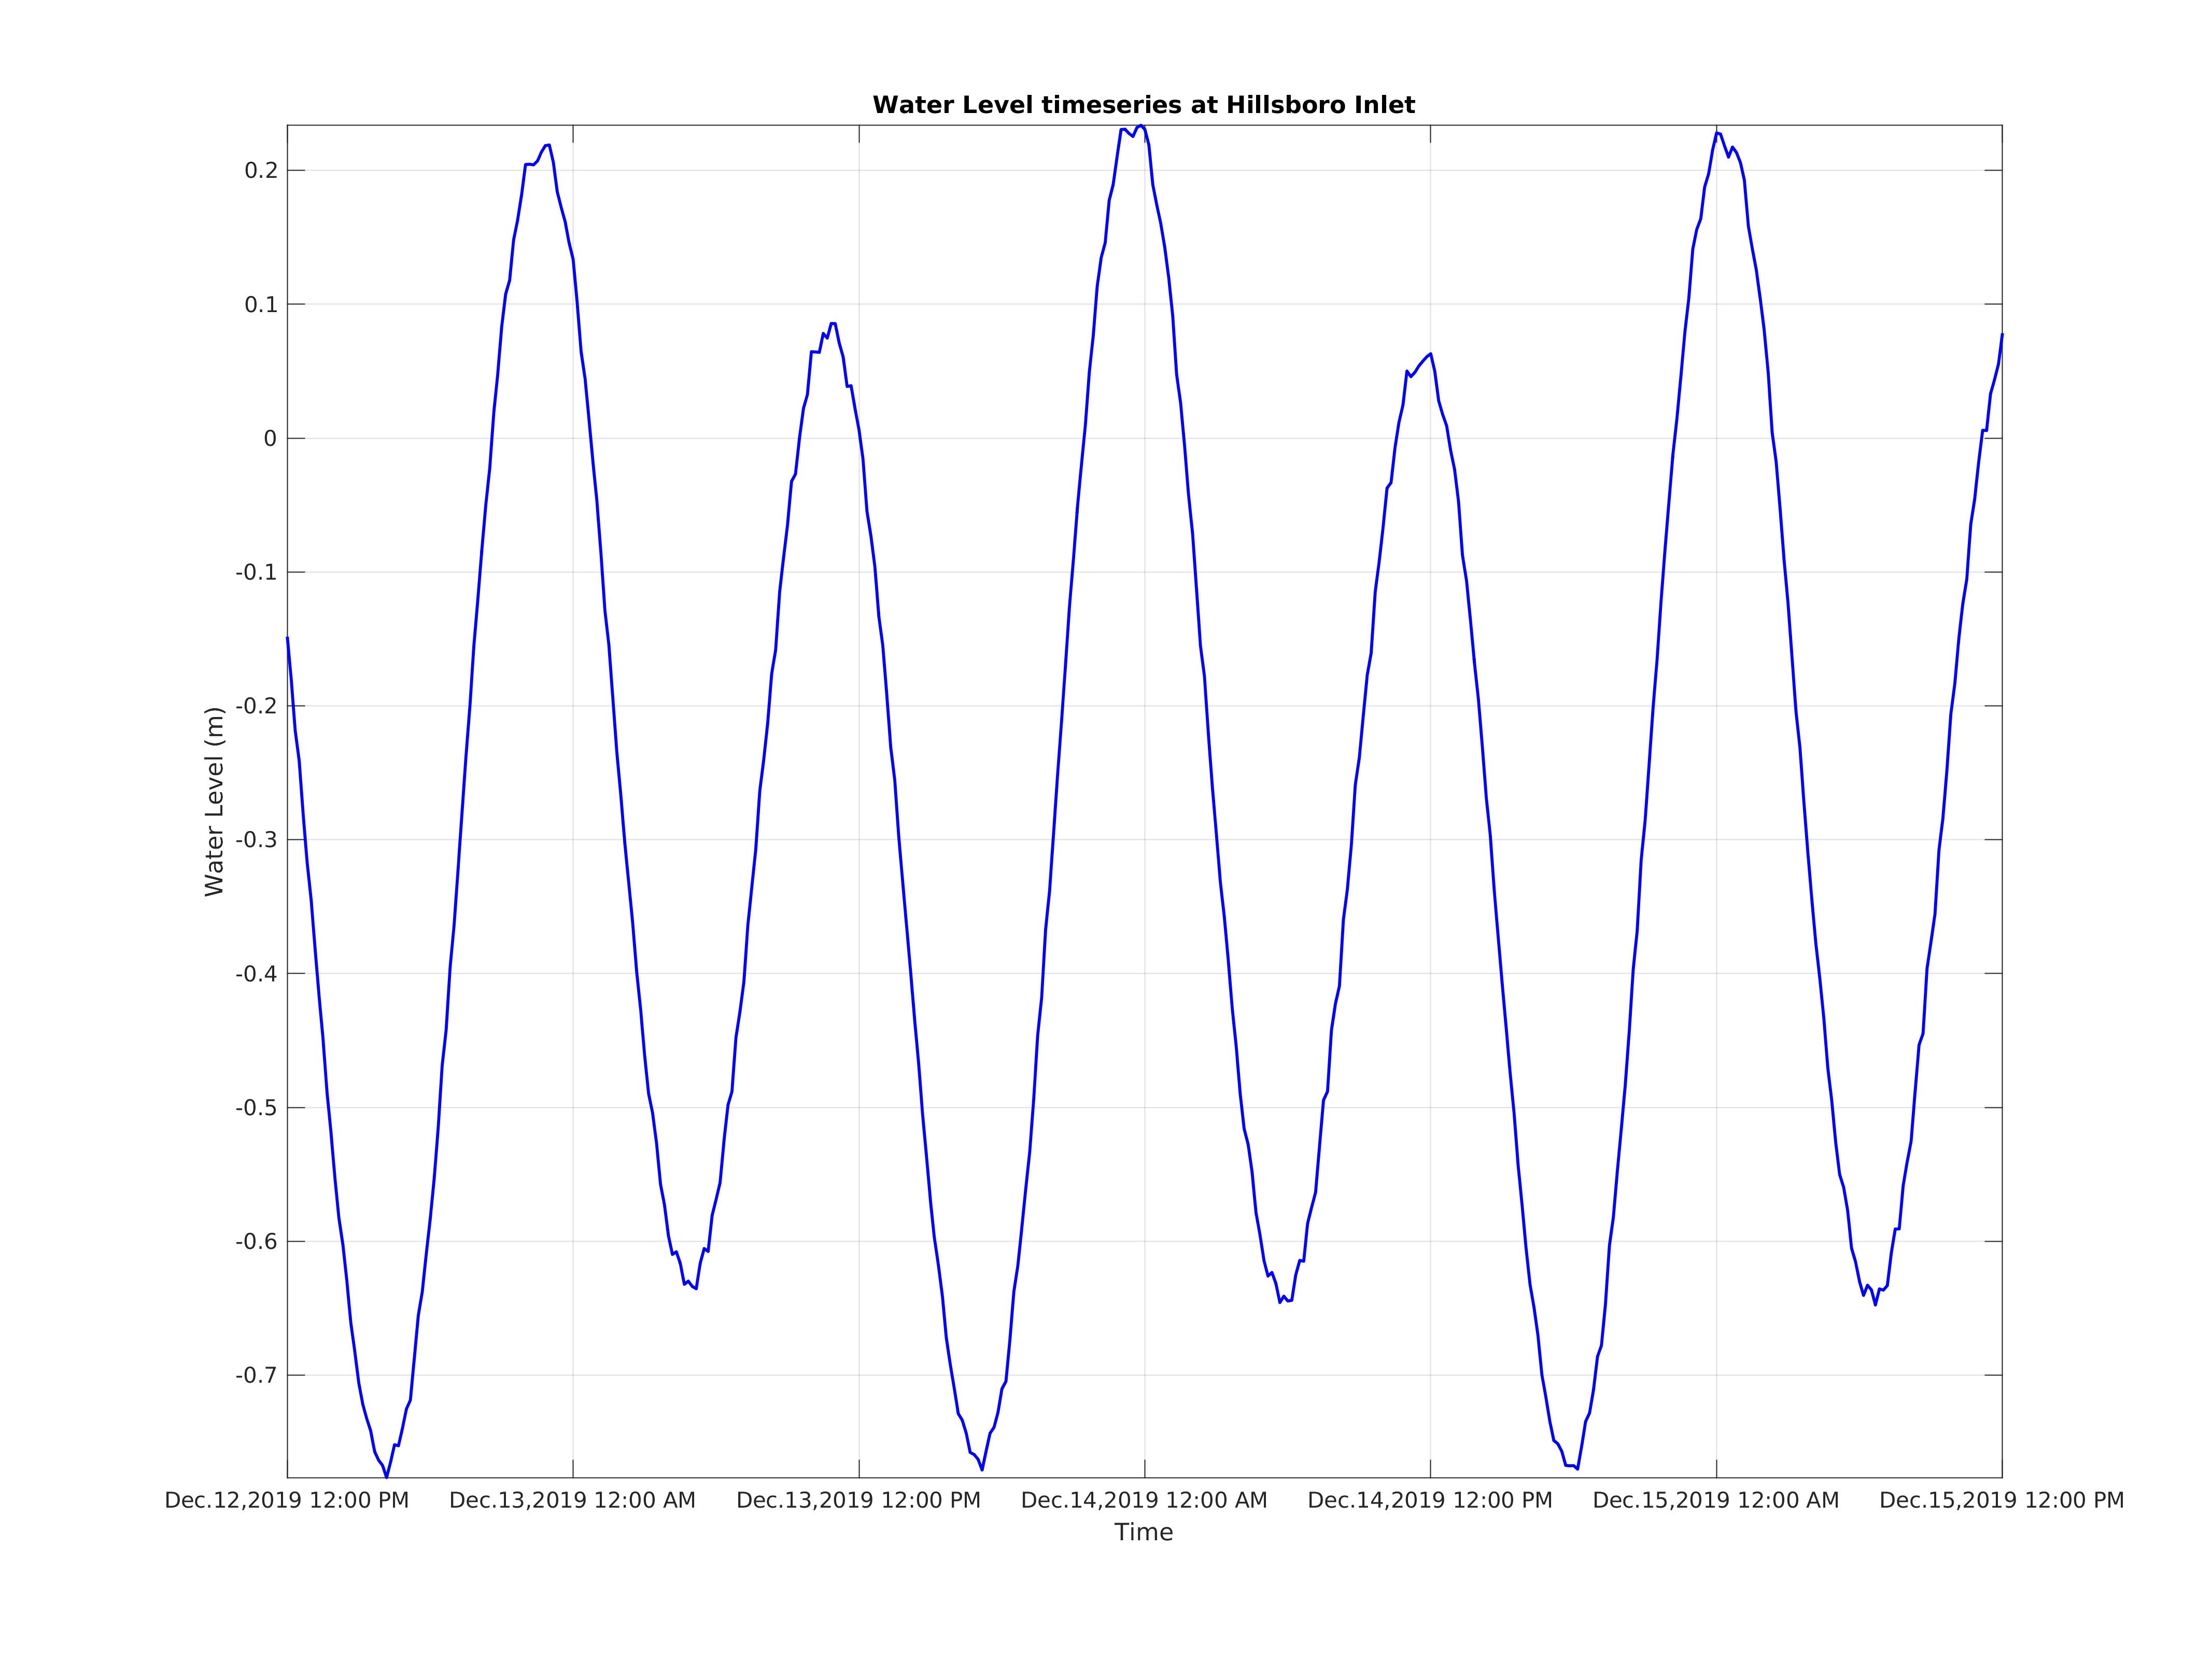 Water Level timeseries at Hillsboro Inlet
0.2
0.1
0
-0.1
-0.2
-0.3
-0.4
-0.5
-0.6
-0.7
Water Level (m)
Dec.12,2019 12:00 PM
Dec.13,2019 12:00 AM
Dec.13,2019 12:00 PM
Dec.14,2019 12:00 AM
Dec.14,2019 12:00 PM
Dec.15,2019 12:00 AM
Dec.15,2019 12:00 PM
Time